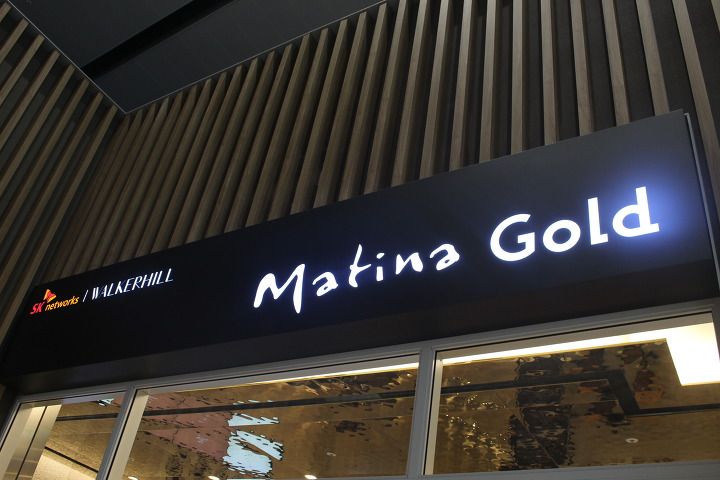 SK networks / WALKERHILL
Matina Gold